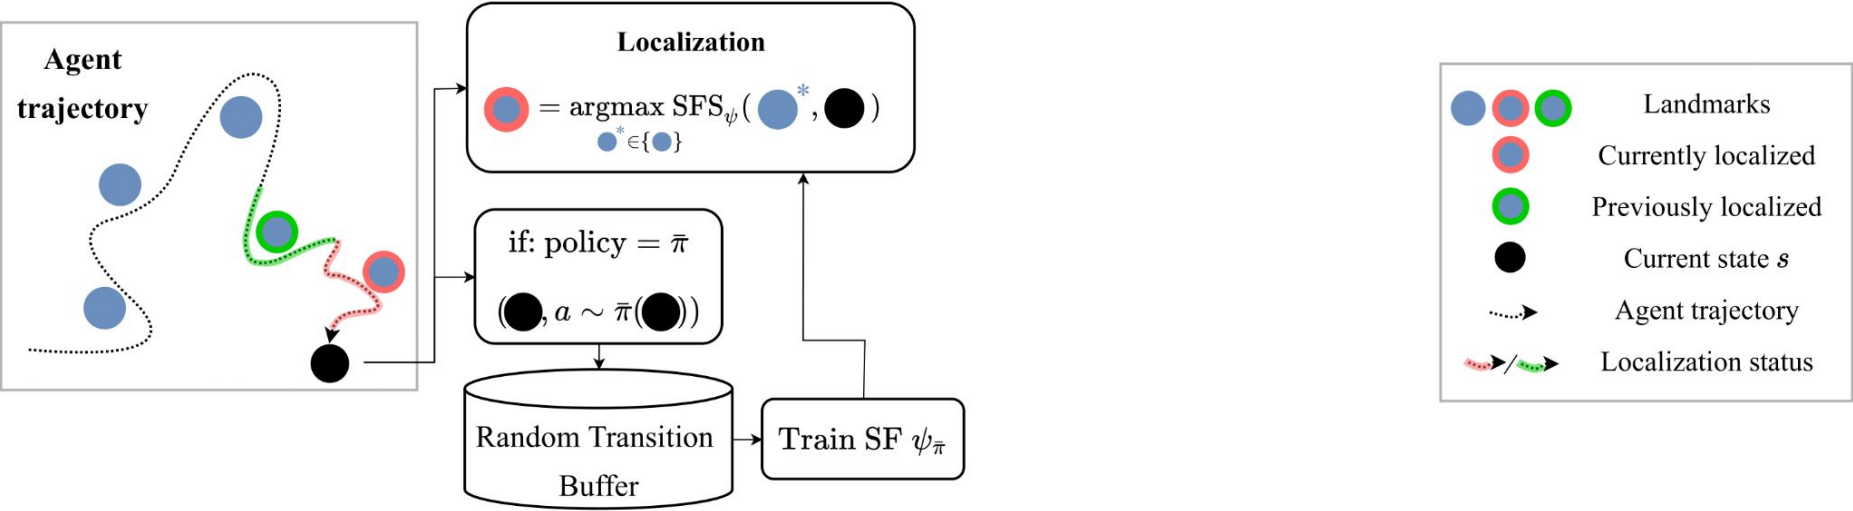 Agent
trajectory
Localization
= argmax SFS_ψ( *, )
*∈{ }
if: policy = π̄
( , a ∼ π̄( ))
Random Transition
Buffer
Train SF ψ_π̄
Landmarks
Currently localized
Previously localized
Current state s
Agent trajectory
/ Localization status